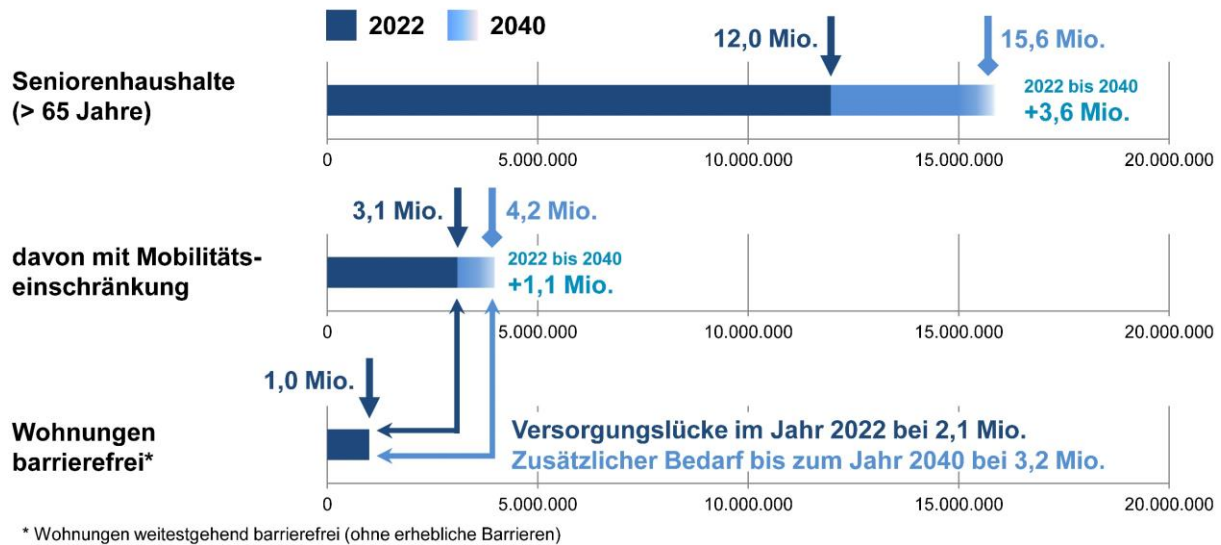 2022 2040
12,0 Mio. 15,6 Mio.
Seniorenhaushalte
(> 65 Jahre)
2022 bis 2040
+3,6 Mio.
0 5.000.000 10.000.000 15.000.000 20.000.000
3,1 Mio. 4,2 Mio.
davon mit Mobilitäts-
einschränkung
2022 bis 2040
+1,1 Mio.
0 5.000.000 10.000.000 15.000.000 20.000.000
1,0 Mio.
Wohnungen
barrierefrei*
Versorgungslücke im Jahr 2022 bei 2,1 Mio.
Zusätzlicher Bedarf bis zum Jahr 2040 bei 3,2 Mio.
0 5.000.000 10.000.000 15.000.000 20.000.000
* Wohnungen weitestgehend barrierefrei (ohne erhebliche Barrieren)